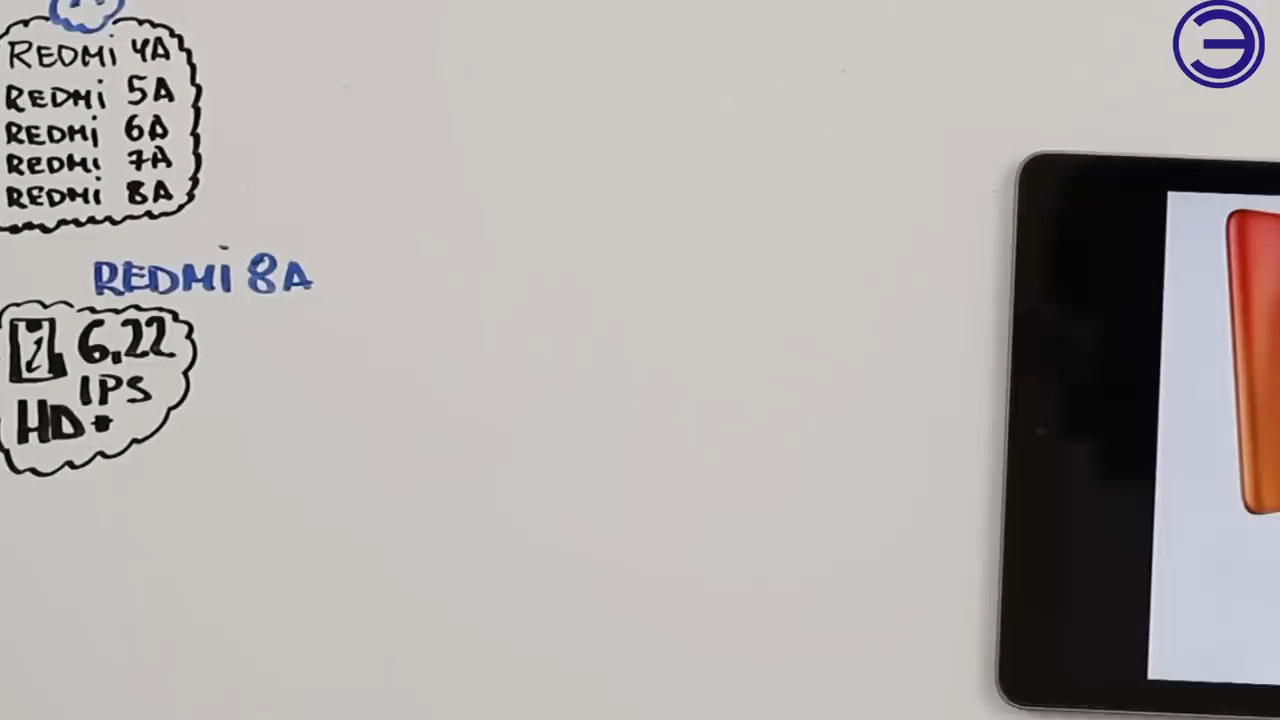 REDMi 4A
REDMi 5A
REDMi 6A
REDMi 7A
REDMi 8A
REDMi 8A
6,22
IPS
HD+
Э